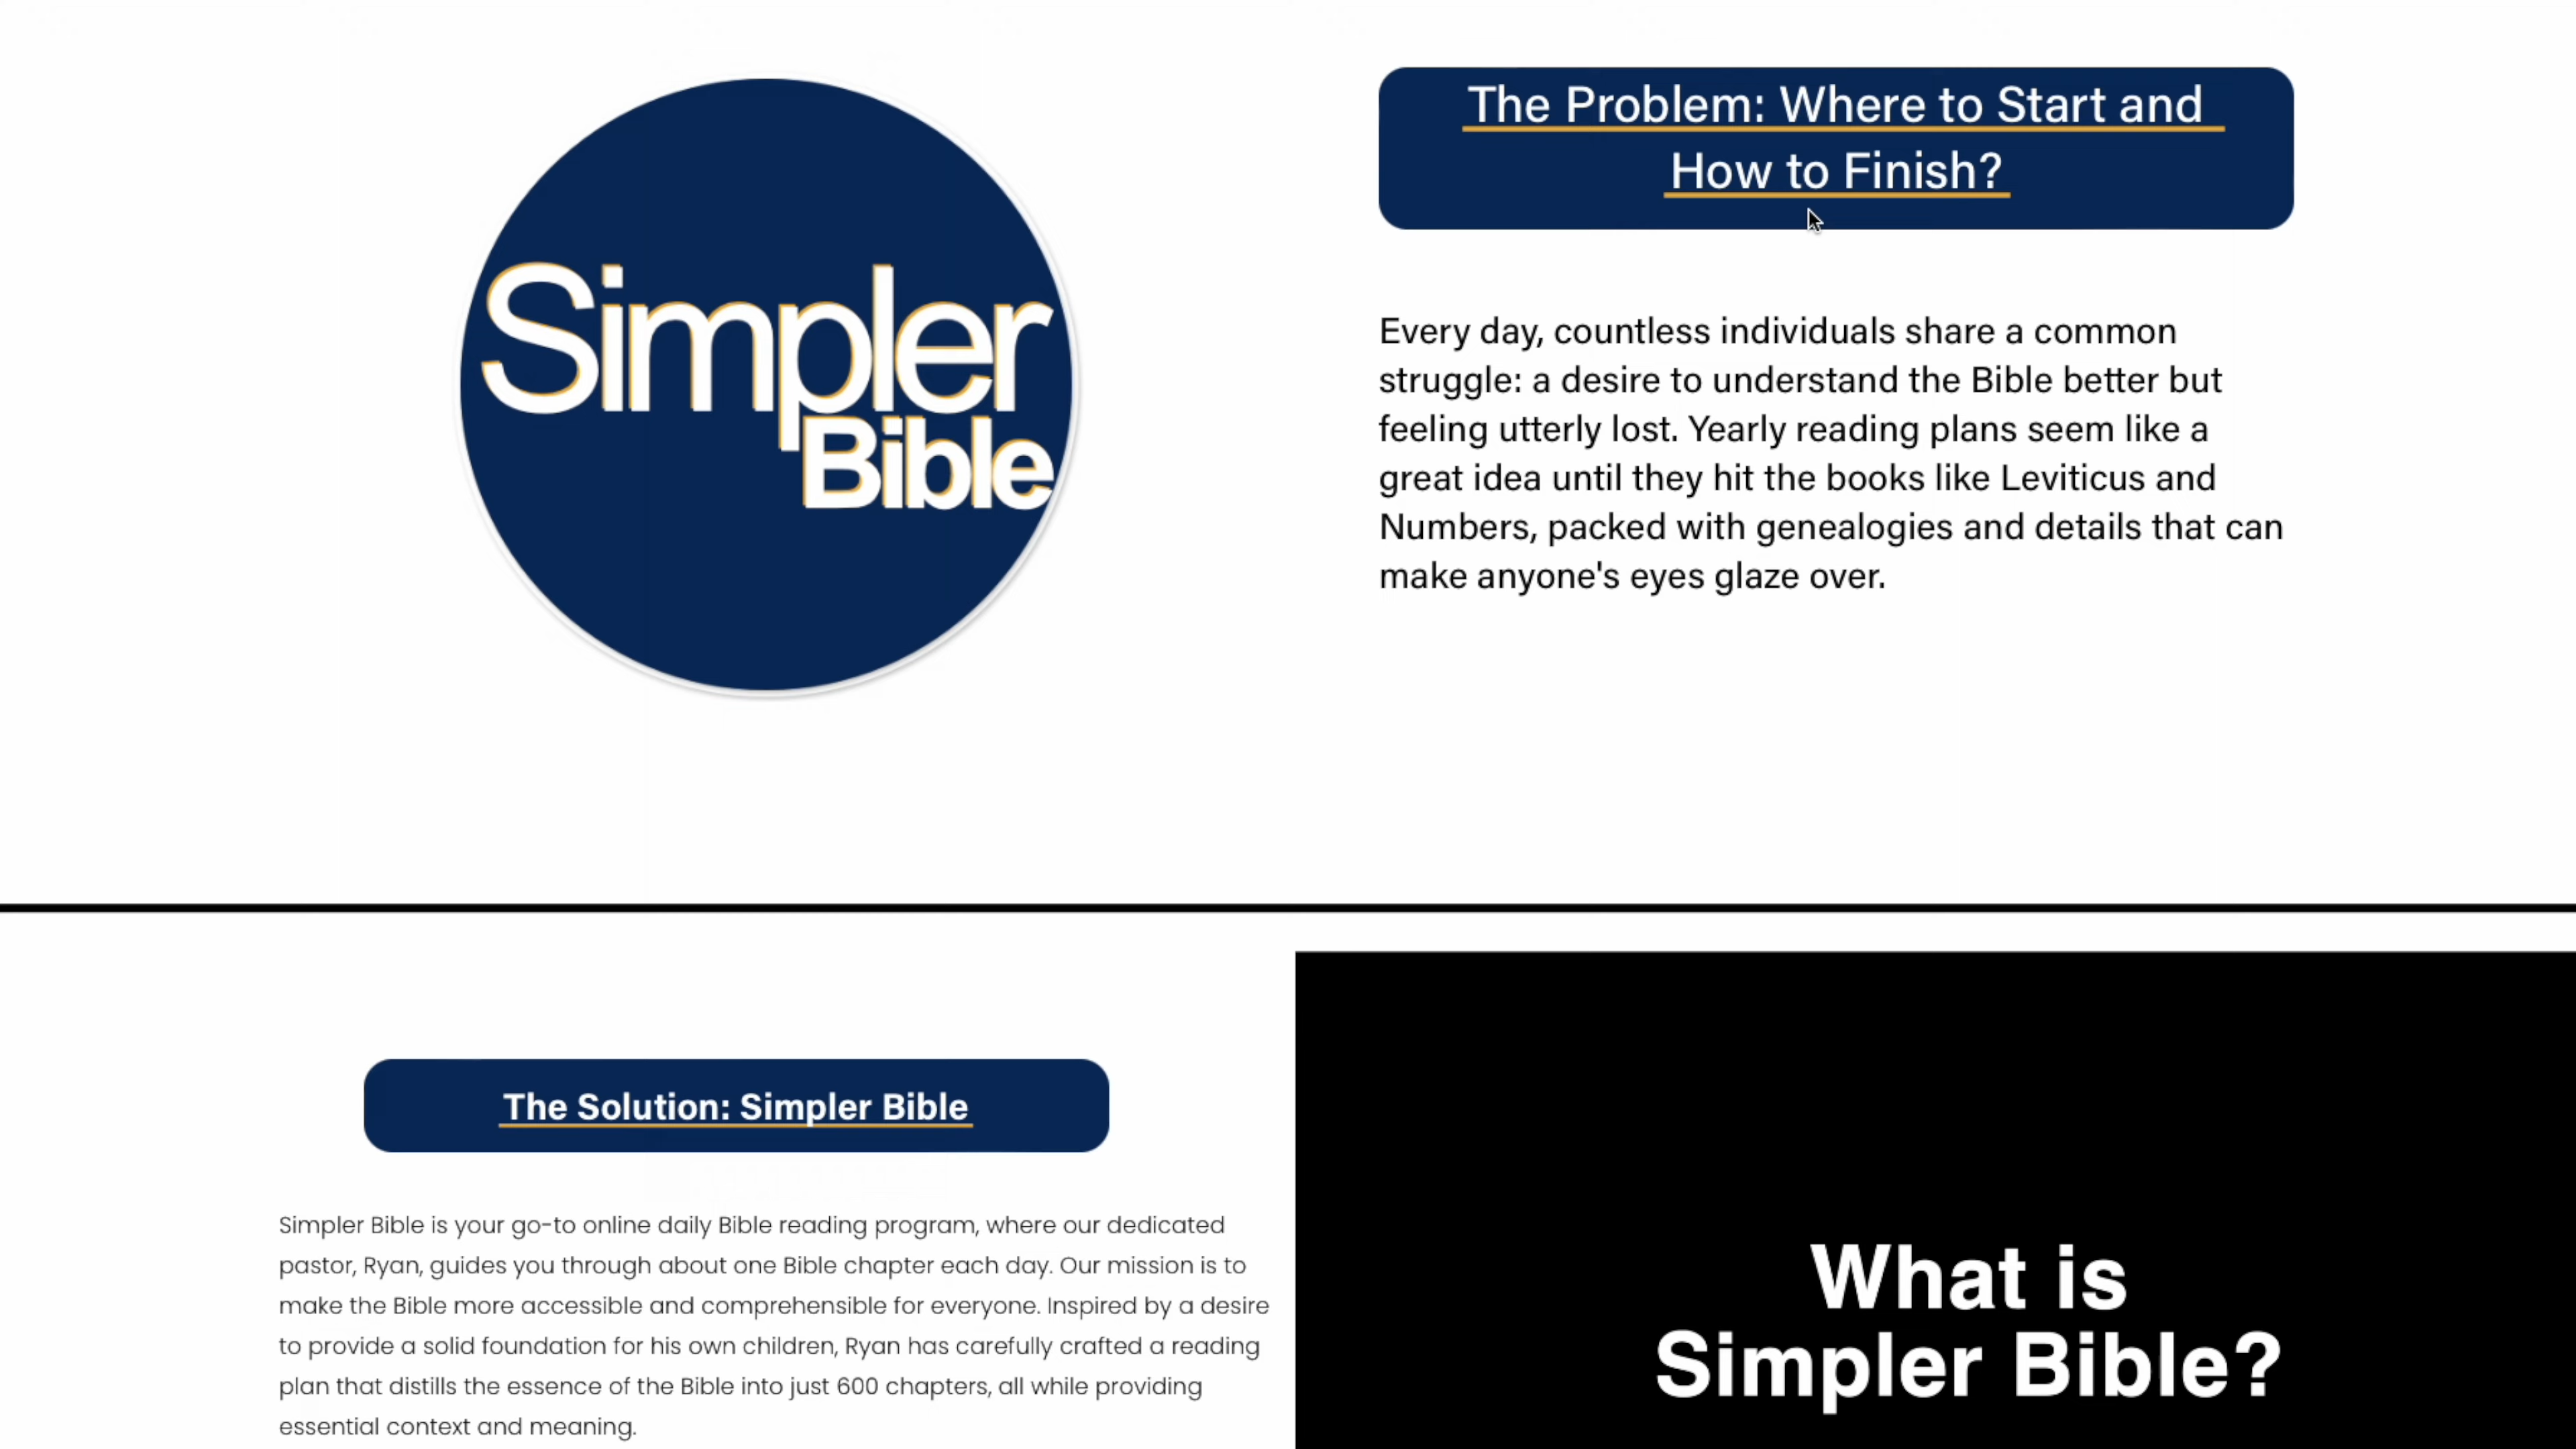 Simpler
Bible
The Problem: Where to Start and
How to Finish?
Every day, countless individuals share a common
struggle: a desire to understand the Bible better but
feeling utterly lost. Yearly reading plans seem like a
great idea until they hit the books like Leviticus and
Numbers, packed with genealogies and details that can
make anyone's eyes glaze over.
The Solution: Simpler Bible
Simpler Bible is your go-to online daily Bible reading program, where our dedicated
pastor, Ryan, guides you through about one Bible chapter each day. Our mission is to
make the Bible more accessible and comprehensible for everyone. Inspired by a desire
to provide a solid foundation for his own children, Ryan has carefully crafted a reading
plan that distills the essence of the Bible into just 600 chapters, all while providing
essential context and meaning.
What is
Simpler Bible?